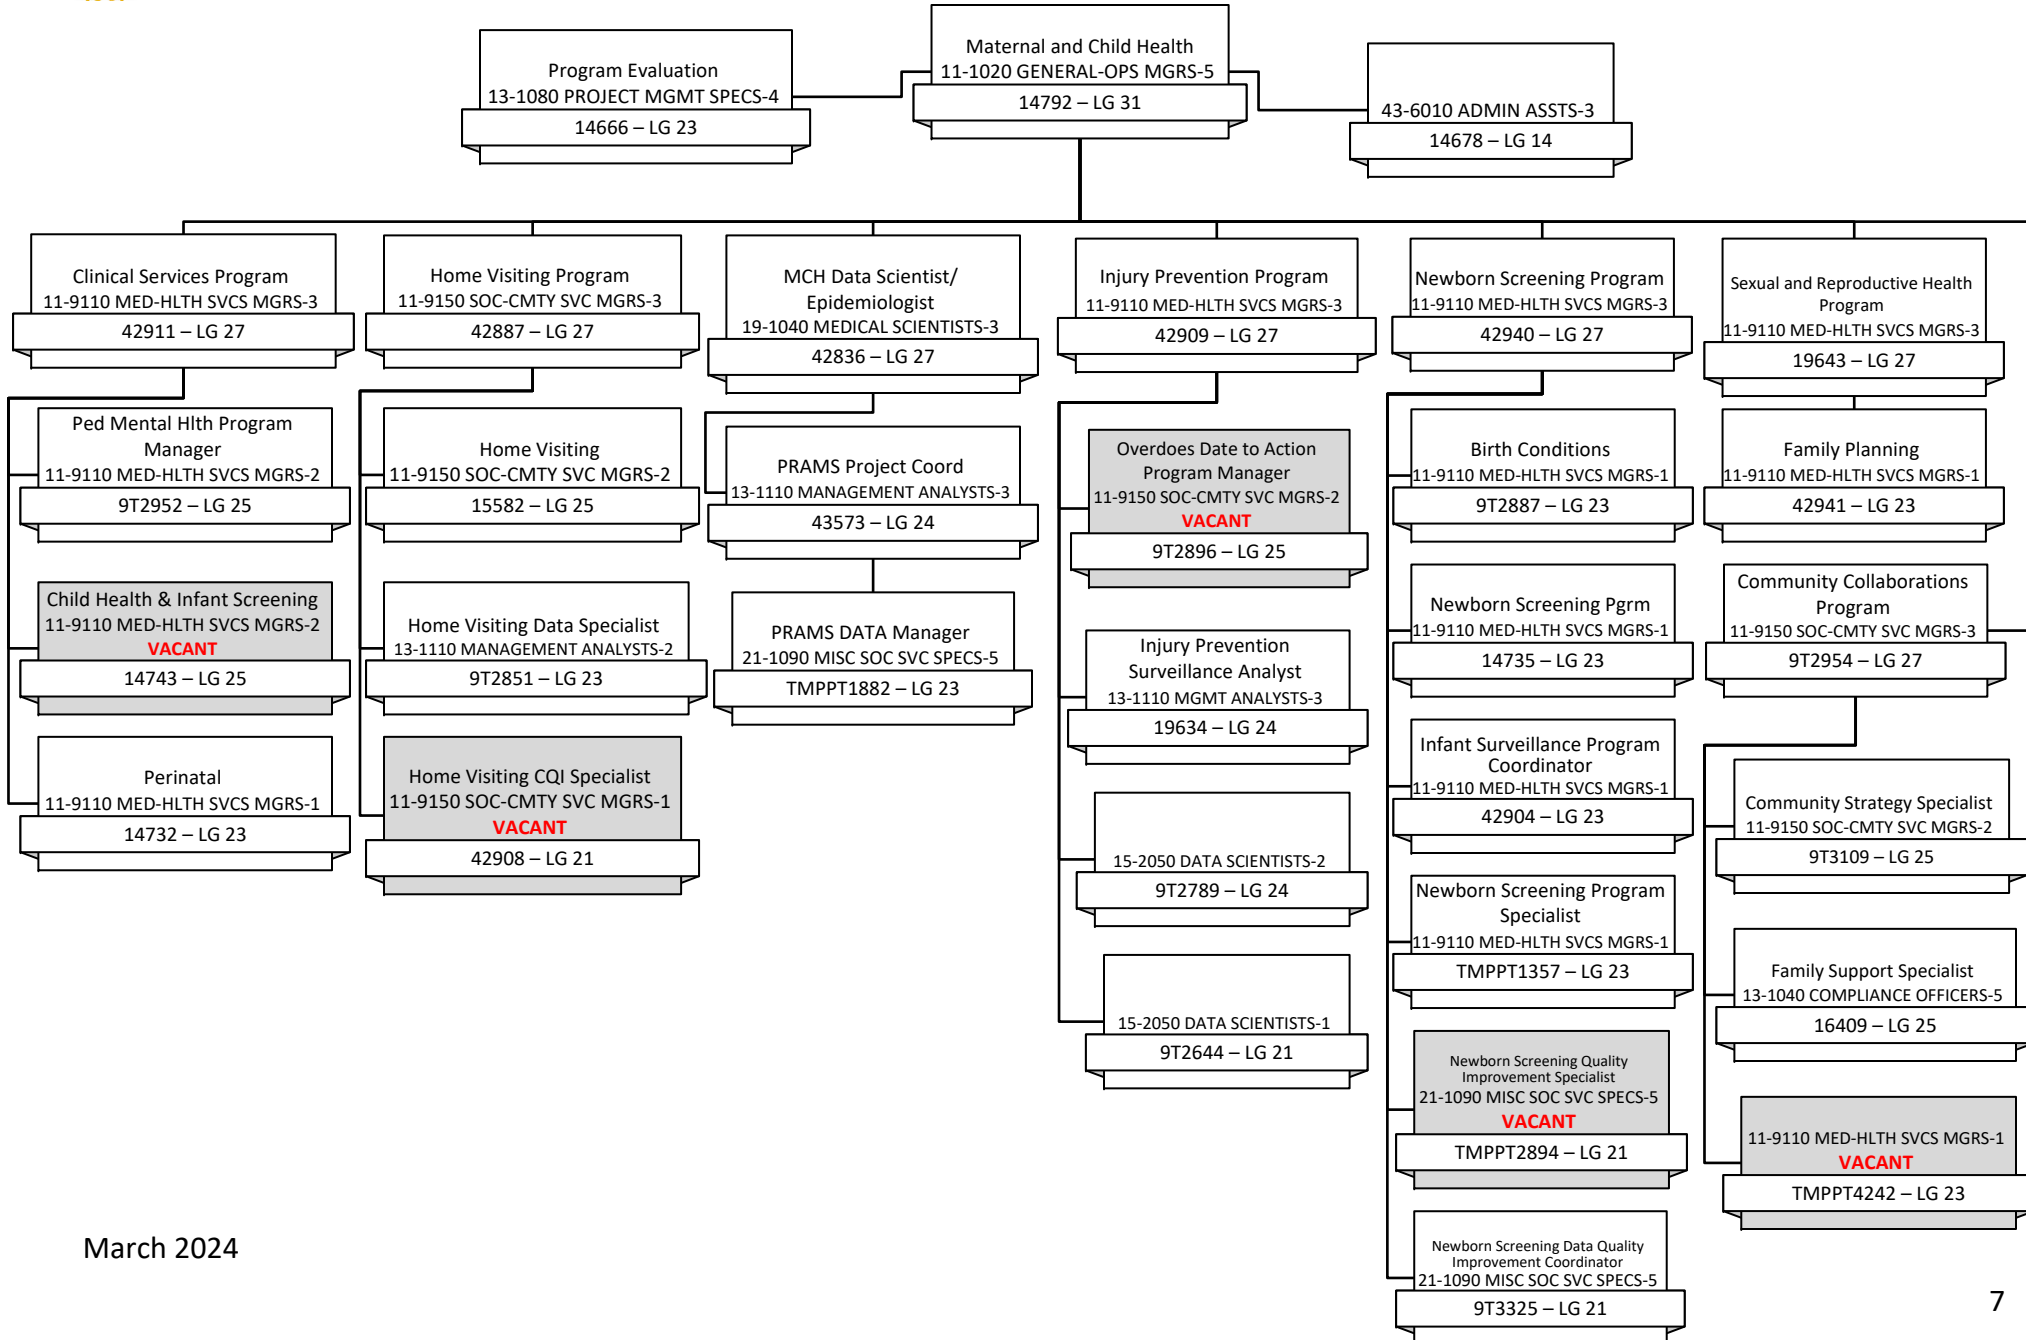 Maternal and Child Health
11-1020 GENERAL-OPS MGRS-5
14792 – LG 31
Program Evaluation
13-1080 PROJECT MGMT SPECS-4
14666 – LG 23
43-6010 ADMIN ASSTS-3
14678 – LG 14
Clinical Services Program
11-9110 MED-HLTH SVCS MGRS-3
42911 – LG 27
Ped Mental Hlth Program
Manager
11-9110 MED-HLTH SVCS MGRS-2
9T2952 – LG 25
Child Health & Infant Screening
11-9110 MED-HLTH SVCS MGRS-2
VACANT
14743 – LG 25
Perinatal
11-9110 MED-HLTH SVCS MGRS-1
14732 – LG 23
Home Visiting Program
11-9150 SOC-CMTY SVC MGRS-3
42887 – LG 27
Home Visiting
11-9150 SOC-CMTY SVC MGRS-2
15582 – LG 25
Home Visiting Data Specialist
13-1110 MANAGEMENT ANALYSTS-2
9T2851 – LG 23
Home Visiting CQI Specialist
11-9150 SOC-CMTY SVC MGRS-1
VACANT
42908 – LG 21
MCH Data Scientist/
Epidemiologist
19-1040 MEDICAL SCIENTISTS-3
42836 – LG 27
PRAMS Project Coord
13-1110 MANAGEMENT ANALYSTS-3
43573 – LG 24
PRAMS DATA Manager
21-1090 MISC SOC SVC SPECS-5
TMPPT1882 – LG 23
Injury Prevention Program
11-9110 MED-HLTH SVCS MGRS-3
42909 – LG 27
Overdoes Date to Action
Program Manager
11-9150 SOC-CMTY SVC MGRS-2
VACANT
9T2896 – LG 25
Injury Prevention
Surveillance Analyst
13-1110 MGMT ANALYSTS-3
19634 – LG 24
15-2050 DATA SCIENTISTS-2
9T2789 – LG 24
15-2050 DATA SCIENTISTS-1
9T2644 – LG 21
Newborn Screening Program
11-9110 MED-HLTH SVCS MGRS-3
42940 – LG 27
Birth Conditions
11-9110 MED-HLTH SVCS MGRS-1
9T2887 – LG 23
Newborn Screening Pgrm
11-9110 MED-HLTH SVCS MGRS-1
14735 – LG 23
Infant Surveillance Program
Coordinator
11-9110 MED-HLTH SVCS MGRS-1
42904 – LG 23
Newborn Screening Program
Specialist
11-9110 MED-HLTH SVCS MGRS-1
TMPPT1357 – LG 23
Newborn Screening Quality
Improvement Specialist
21-1090 MISC SOC SVC SPECS-5
VACANT
TMPPT2894 – LG 21
Newborn Screening Data Quality
Improvement Coordinator
21-1090 MISC SOC SVC SPECS-5
9T3325 – LG 21
Sexual and Reproductive Health
Program
11-9110 MED-HLTH SVCS MGRS-3
19643 – LG 27
Family Planning
11-9110 MED-HLTH SVCS MGRS-1
42941 – LG 23
Community Collaborations
Program
11-9150 SOC-CMTY SVC MGRS-3
9T2954 – LG 27
Community Strategy Specialist
11-9150 SOC-CMTY SVC MGRS-2
9T3109 – LG 25
Family Support Specialist
13-1040 COMPLIANCE OFFICERS-5
16409 – LG 25
11-9110 MED-HLTH SVCS MGRS-1
VACANT
TMPPT4242 – LG 23
March 2024
7